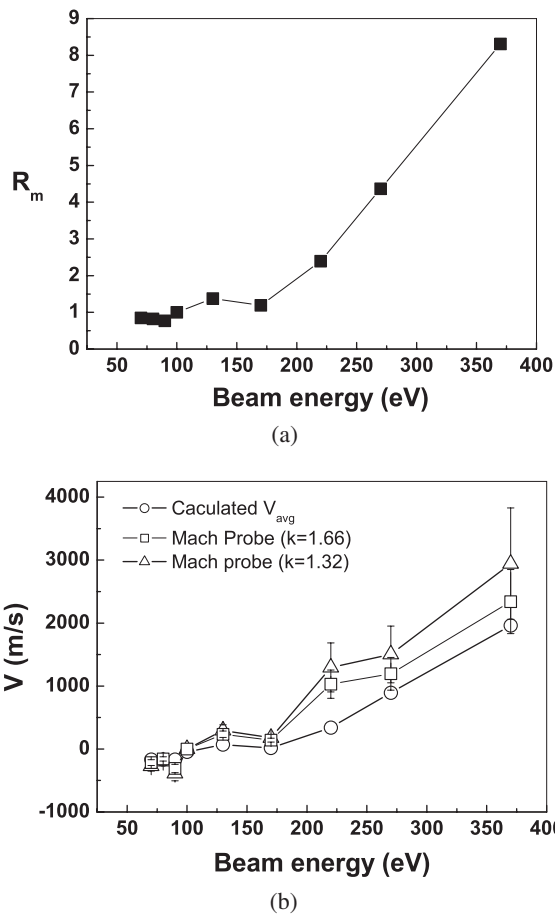 9
8
7
6
5
4
3
2
1
0
R_m
50 100 150 200 250 300 350 400
Beam energy (eV)
(a)
4000
3000
2000
1000
0
-1000
V (m/s)
Caculated V_avg
Mach Probe (k=1.66)
Mach probe (k=1.32)
50 100 150 200 250 300 350 40
Beam energy (eV)
(b)